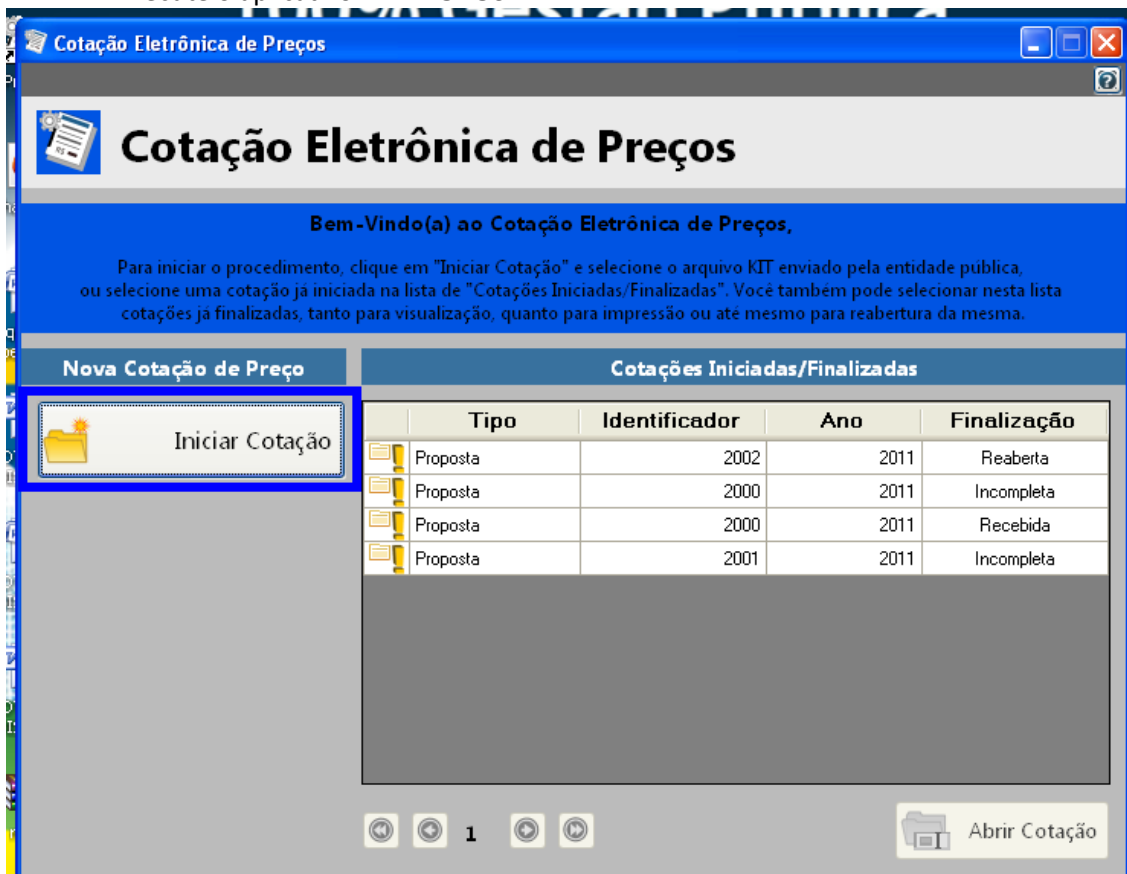 Cotação Eletrônica de Preços
Cotação Eletrônica de Preços
Bem-Vindo(a) ao Cotação Eletrônica de Preços,
Para iniciar o procedimento, clique em "Iniciar Cotação" e selecione o arquivo KIT enviado pela entidade pública,
ou selecione uma cotação já iniciada na lista de "Cotações Iniciadas/Finalizadas". Você também pode selecionar nesta lista
cotações já finalizadas, tanto para visualização, quanto para impressão ou até mesmo para reabertura da mesma.
Nova Cotação de Preço
Cotações Iniciadas/Finalizadas
Iniciar Cotação
Tipo Identificador Ano Finalização
Proposta 2002 2011 Reaberta
Proposta 2000 2011 Incompleta
Proposta 2000 2011 Recebida
Proposta 2001 2011 Incompleta
1
Abrir Cotação